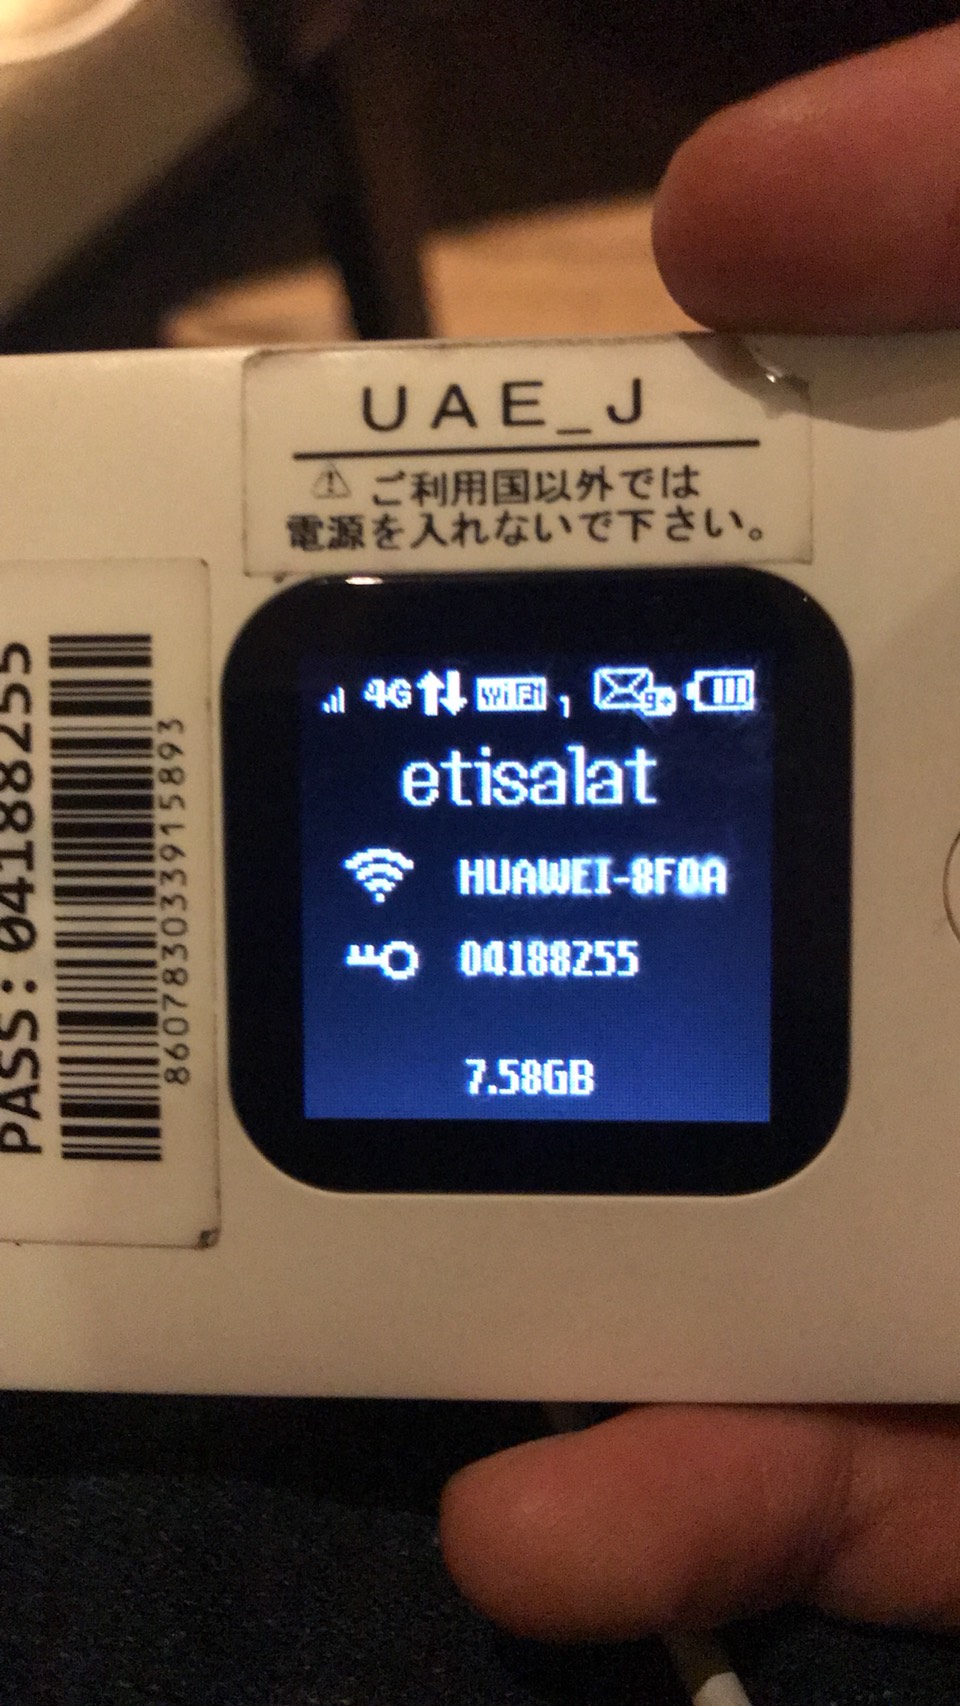 UAE_J
⚠ ご利用国以外では
電源を入れないで下さい。
4G WiFi 1 9+
etisalat
HUAWEI-8F0A
04188255
7.58GB
PASS:04188255
860783033915893